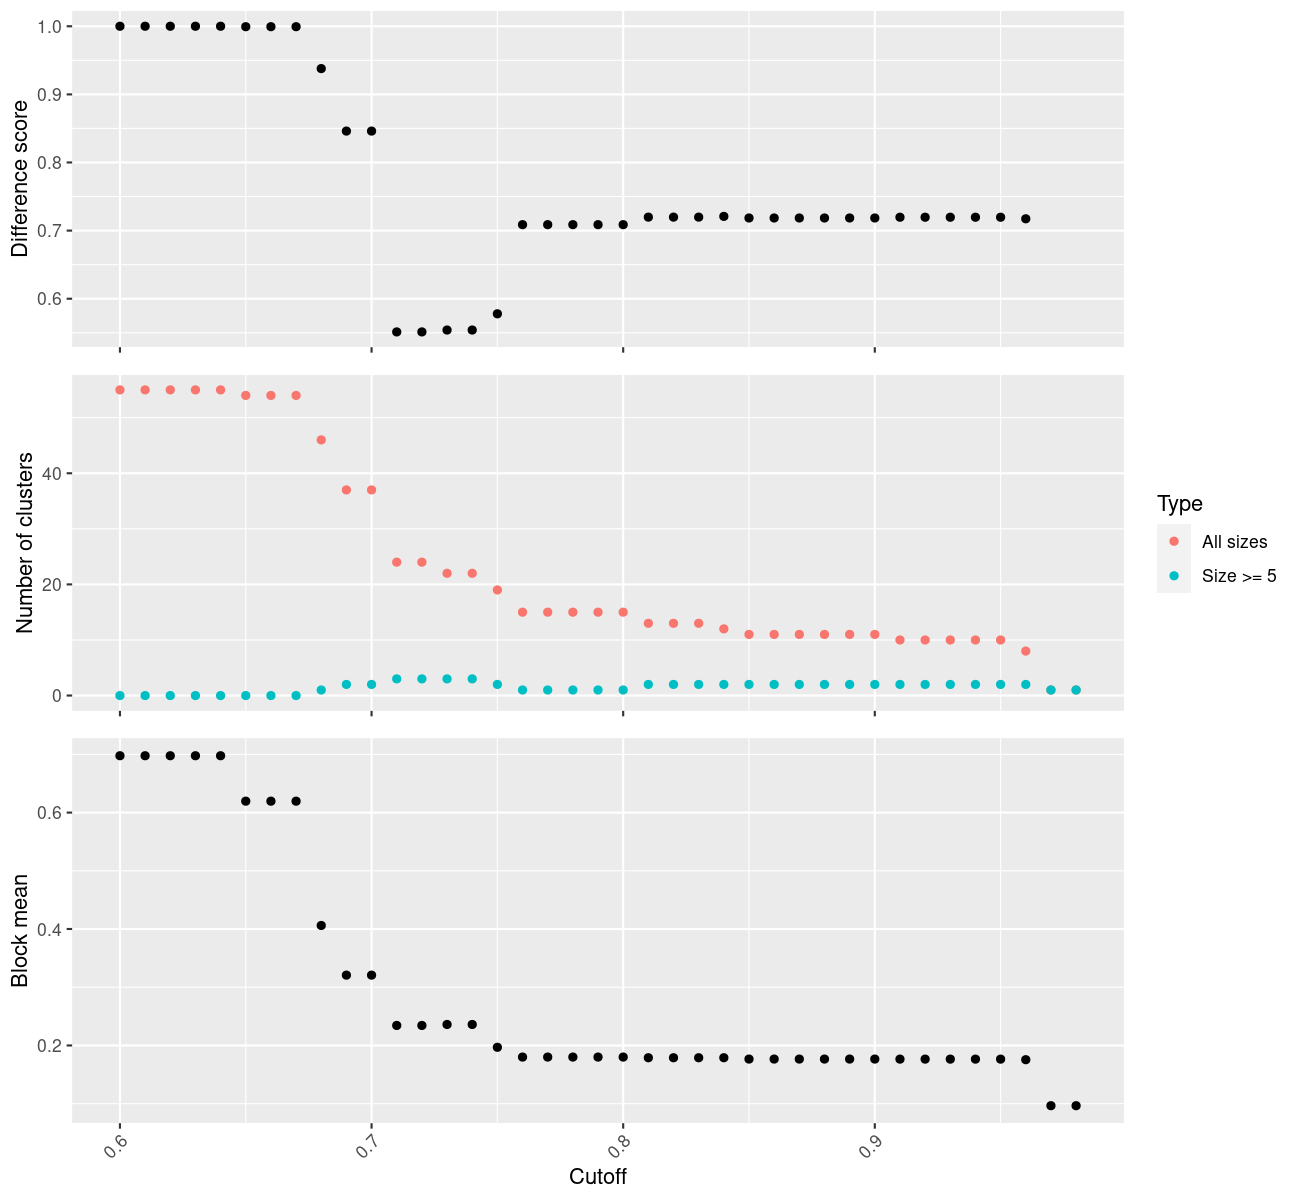 Difference score
1.0
0.9
0.8
0.7
0.6
Number of clusters
40
20
0
Type
All sizes
Size >= 5
Block mean
0.6
0.4
0.2
0.6
0.7
0.8
0.9
Cutoff